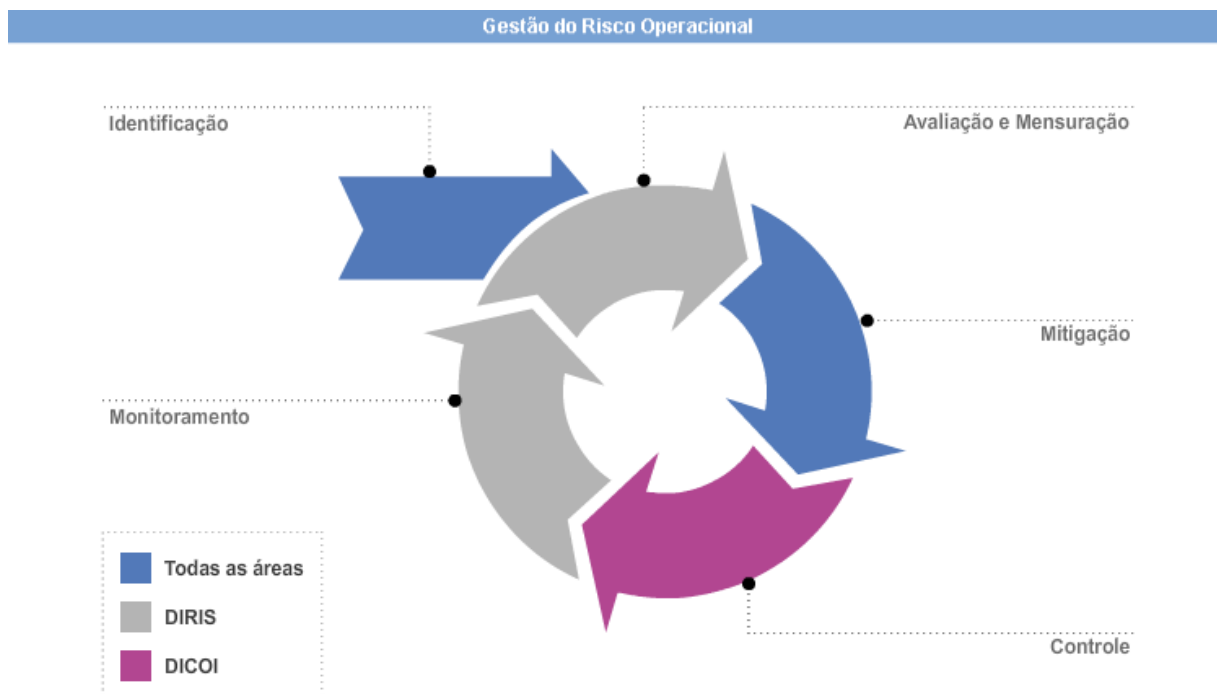 Gestão do Risco Operacional
Identificação
Avaliação e Mensuração
Mitigação
Monitoramento
Controle
Todas as áreas
DIRIS
DICOI